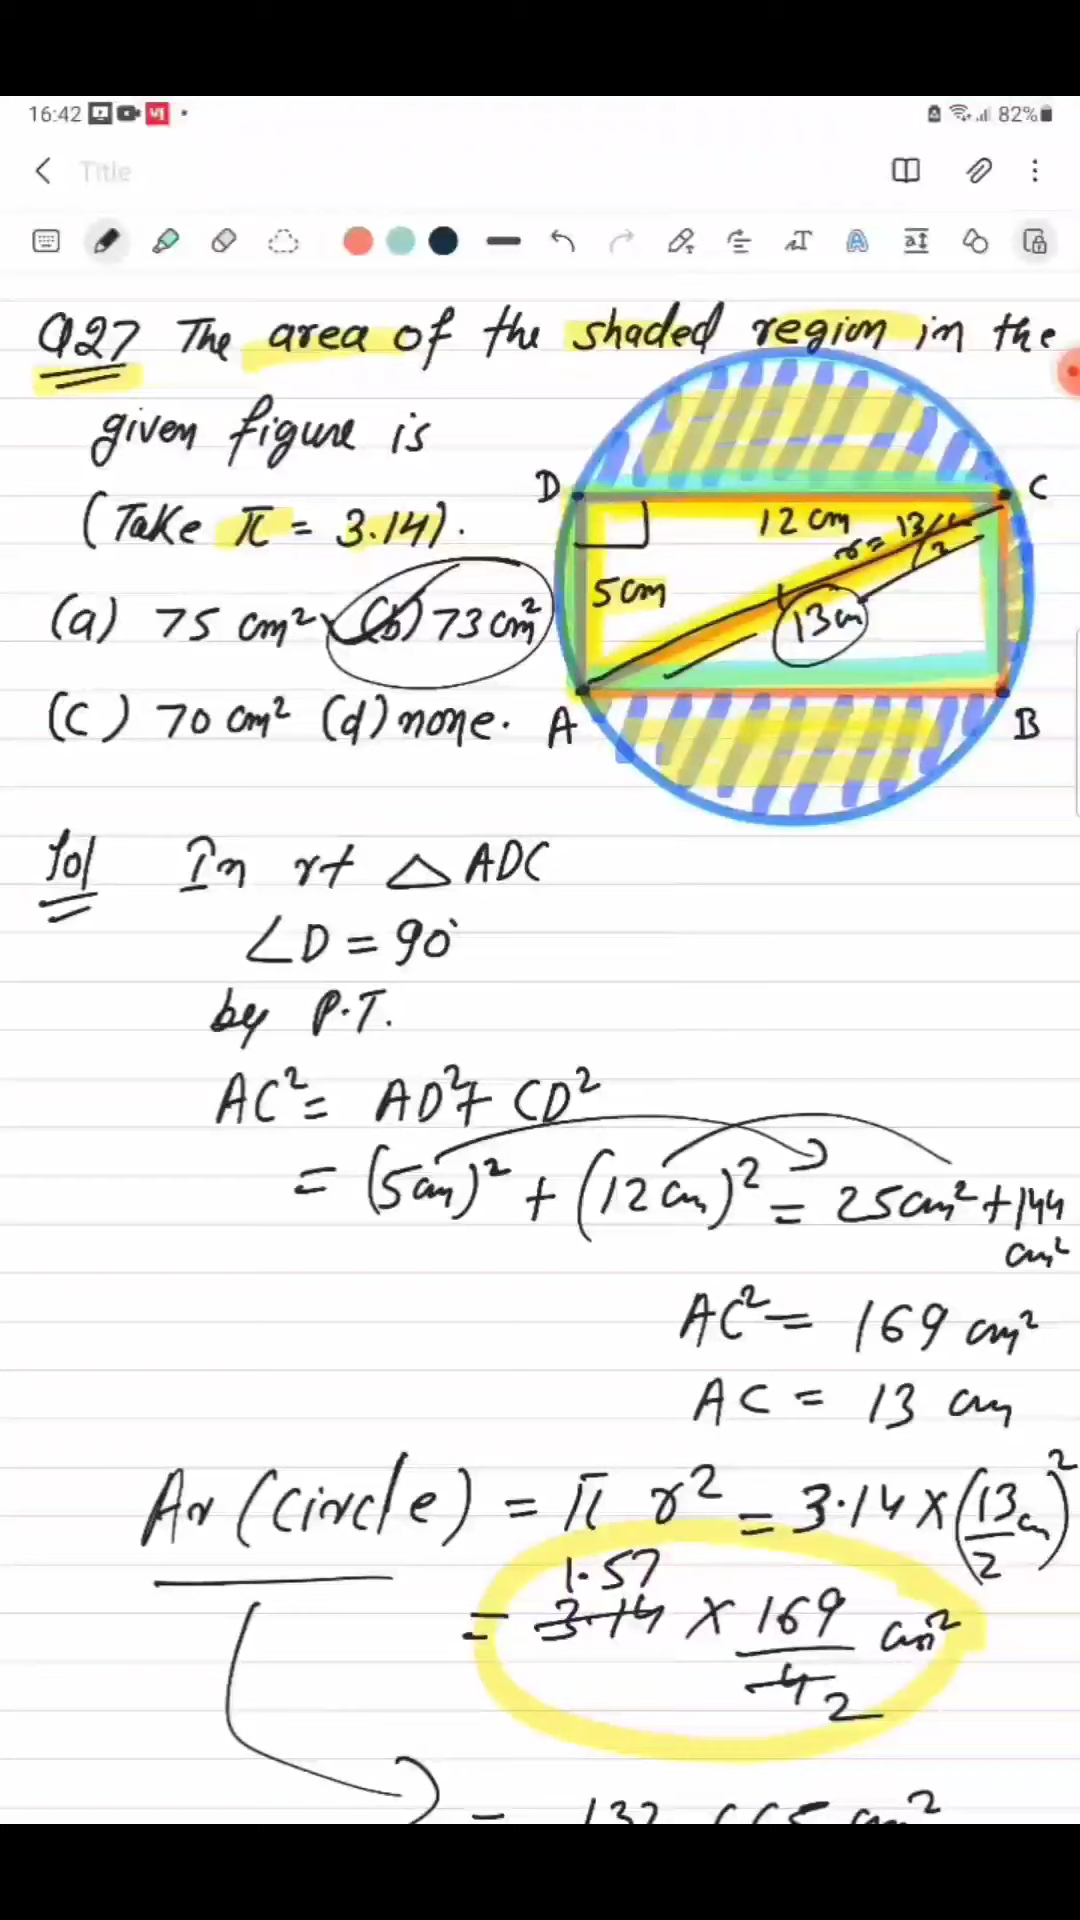 16:42
82%
Title
Q27 The area of the shaded region in the
given figure is
(Take π = 3.14).
(a) 75 cm² (b) 73 cm²
(c) 70 cm² (d) none.
D
C
12 cm
5cm
r = 13/2
13 cm
A
B
Sol In rt △ ADC
∠D = 90°
by P.T.
AC² = AD² + CD²
= (5cm)² + (12cm)² = 25cm² + 144
cm²
AC² = 169 cm²
AC = 13 cm
Ar (circle) = π r² = 3.14 × (13/2 cm)²
1.57
= 3.14 × 169/4 cm²
2